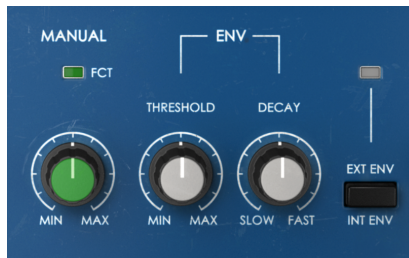 MANUAL
ENV
FCT
THRESHOLD
DECAY
MIN
MAX
MIN
MAX
SLOW
FAST
EXT ENV
INT ENV